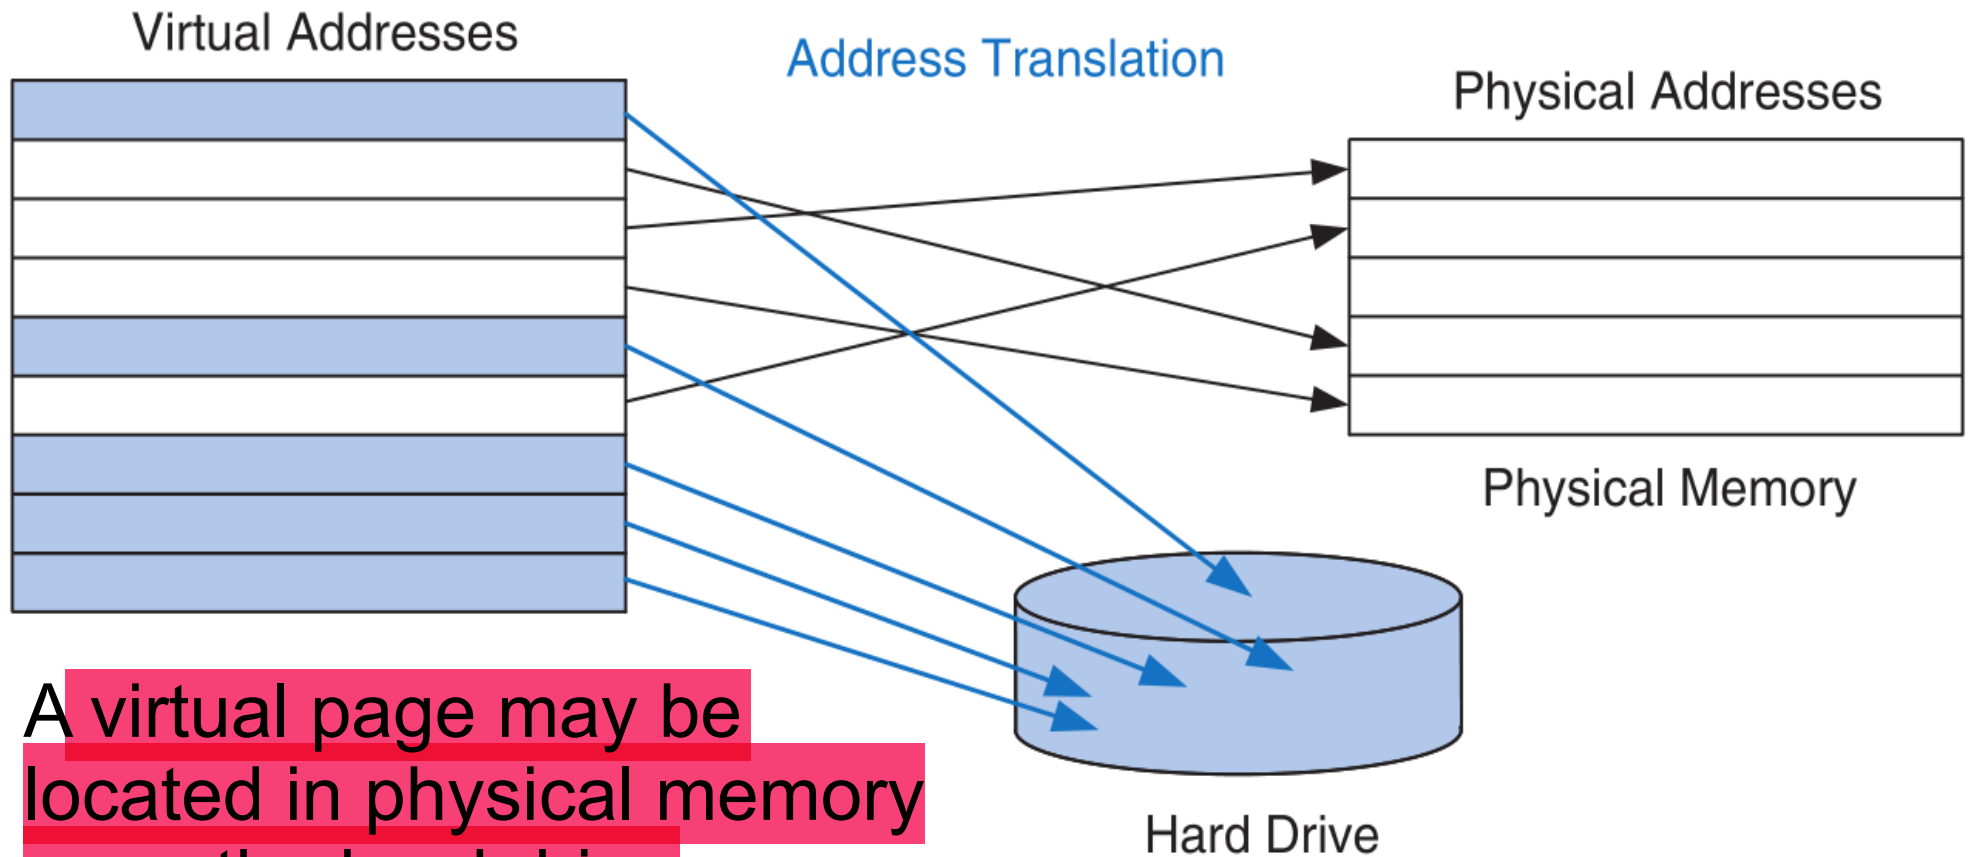 Virtual Addresses
Address Translation
Physical Addresses
Physical Memory
A virtual page may be
located in physical memory
Hard Drive